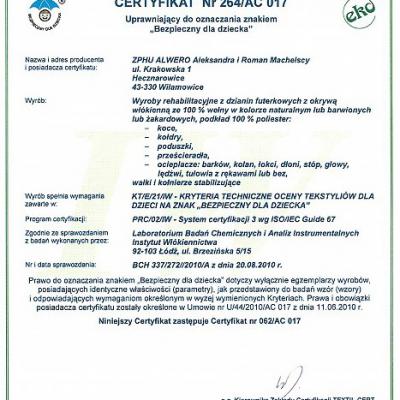 CERTYFIKAT Nr 264/AC 017
Uprawniający do oznaczania znakiem
„Bezpieczny dla dziecka"
BEZPIECZNY DLA DZIECKA
eko
Nazwa i adres producenta ZPHU ALWERO Aleksandra i Roman Machelscy
i posiadacza certyfikatu: ul. Krakowska 1
Hecznarowice
43-330 Wilamowice
Wyrób: Wyroby rehabilitacyjne z dzianin futerkowych z okrywą
włókienną ze 100 % wełny w kolorze naturalnym lub barwionych
lub żakardowych, podkład 100 % poliester:
– koce,
– kołdry,
– poduszki,
– prześcieradła,
– ocieplacze: barków, kolan, łokci, dłoni, stóp, głowy,
lędźwi, tułowia z rękawami lub bez,
wałki i kołnierze stabilizujące
Wyrób spełnia wymagania KT/E/21/IW - KRYTERIA TECHNICZNE OCENY TEKSTYLIÓW DLA
zawarte w: DZIECI NA ZNAK „BEZPIECZNY DLA DZIECKA"
Program certyfikacji: PRC/02/IW - System certyfikacji 3 wg ISO/IEC Guide 67
Zgodnie ze sprawozdaniem Laboratorium Badań Chemicznych i Analiz Instrumentalnych
z badań wykonanych przez: Instytut Włókiennictwa
92-103 Łódź, ul. Brzezińska 5/15
Nr i data sprawozdania: BCH 337/272/2010/A z dnia 20.08.2010 r.
Prawo do oznaczania znakiem „Bezpieczny dla dziecka" dotyczy wyłącznie egzemplarzy wyrobów,
posiadających identyczne właściwości (parametry), jak przedstawiony do badań wzór (wzory)
i odpowiadających wymaganiom określonym w wyżej wymienionych Kryteriach. Prawa i obowiązki
posiadacza certyfikatu zostały określone w Umowie nr U/44/2010/AC 017 z dnia 11.06.2010 r.
Niniejszy Certyfikat zastępuje Certyfikat nr 062/AC 017
z up. Kierownika Zakładu Certyfikacji TEXTIL-CERT